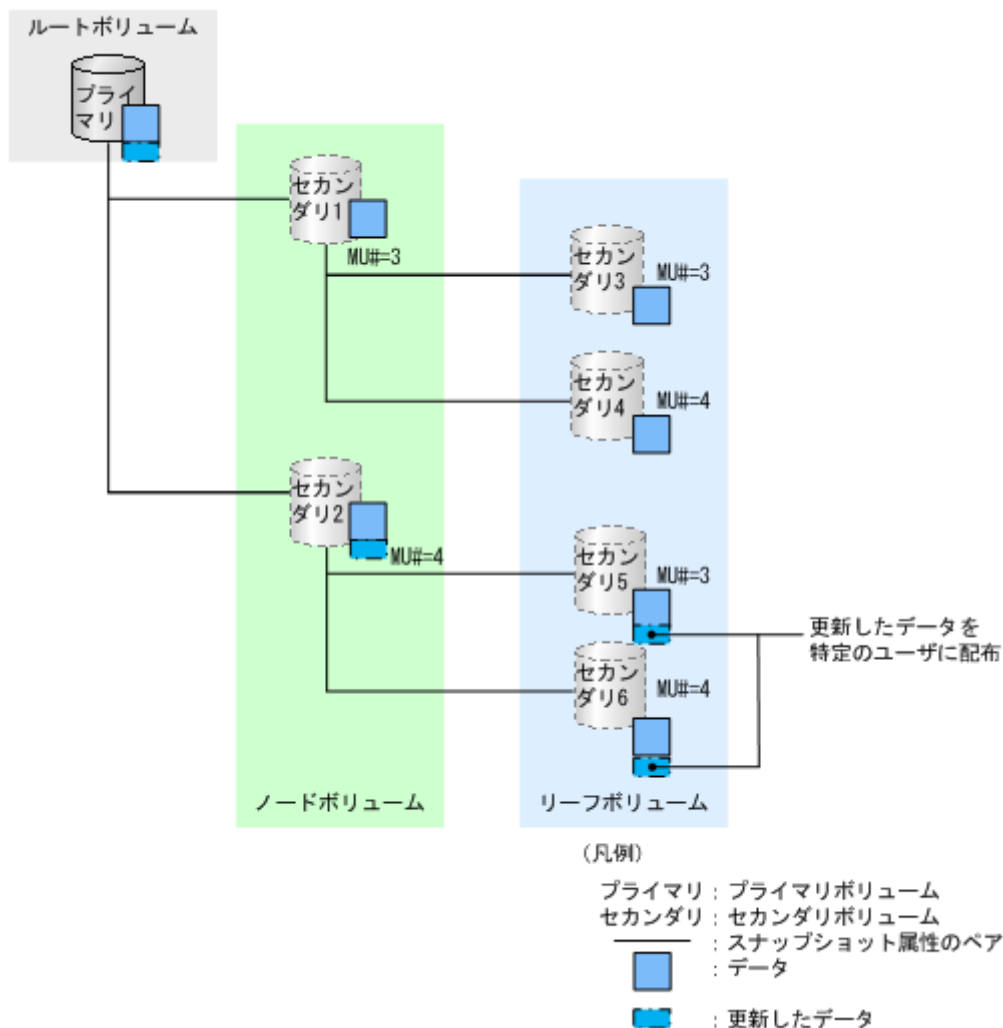 ルートボリューム
プライ
マリ
セカン
ダリ1
MU#=3
セカン
ダリ3
MU#=3
セカン
ダリ4
MU#=4
セカン
ダリ2
MU#=4
セカン
ダリ5
MU#=3
更新したデータを
特定のユーザに配布
セカン
ダリ6
MU#=4
ノードボリューム
リーフボリューム
(凡例)
プライマリ : プライマリボリューム
セカンダリ : セカンダリボリューム
: スナップショット属性のペア
: データ
: 更新したデータ